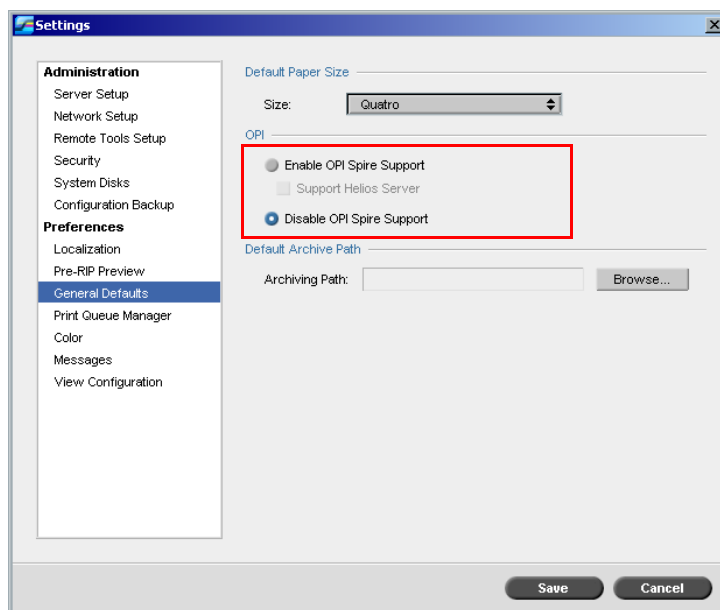 Settings
Administration
Server Setup
Network Setup
Remote Tools Setup
Security
System Disks
Configuration Backup
Preferences
Localization
Pre-RIP Preview
General Defaults
Print Queue Manager
Color
Messages
View Configuration
Default Paper Size
Size: Quatro
OPI
Enable OPI Spire Support
Support Helios Server
Disable OPI Spire Support
Default Archive Path
Archiving Path: Browse...
Save Cancel